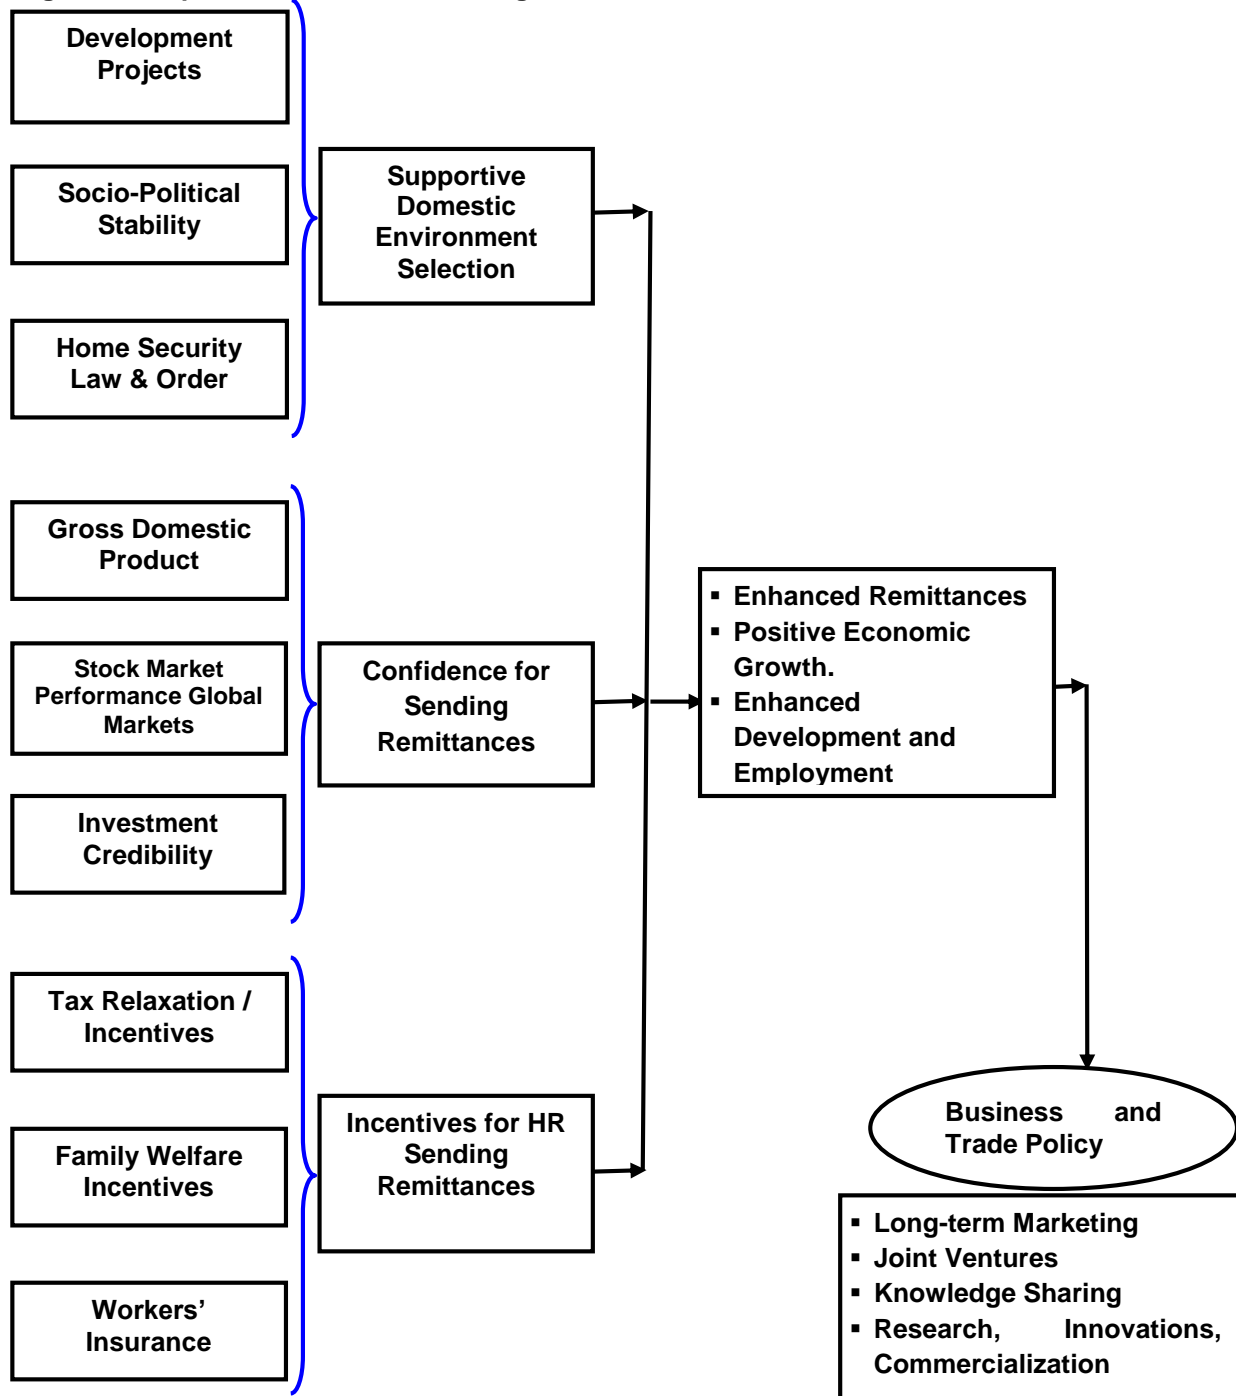 Development
Projects
Socio-Political
Stability
Home Security
Law & Order
Supportive
Domestic
Environment
Selection
Gross Domestic
Product
Stock Market
Performance Global
Markets
Investment
Credibility
Confidence for
Sending
Remittances
Tax Relaxation /
Incentives
Family Welfare
Incentives
Workers’
Insurance
Incentives for HR
Sending
Remittances
▪ Enhanced Remittances
▪ Positive Economic
Growth.
▪ Enhanced
Development and
Employment
Business and
Trade Policy
▪ Long-term Marketing
▪ Joint Ventures
▪ Knowledge Sharing
▪ Research, Innovations,
Commercialization